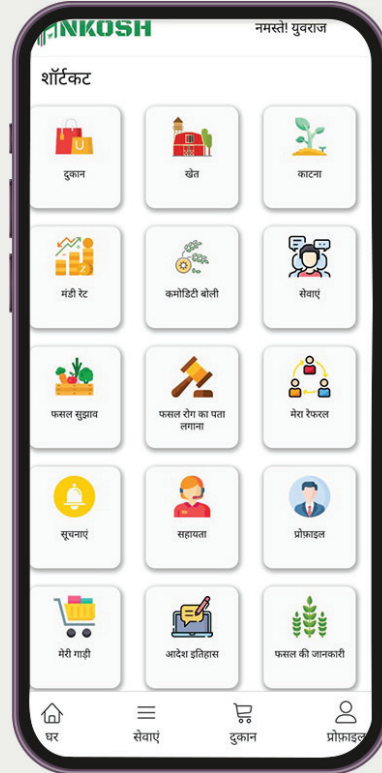 ANKOSH
नमस्ते! युवराज
शॉर्टकट
दुकान
खेत
काटना
मंडी रेट
कमोडिटी बोली
सेवाएं
फसल सुझाव
फसल रोग का पता
लगाना
मेरा रेफरल
सूचनाएं
सहायता
प्रोफ़ाइल
मेरी गाड़ी
आदेश इतिहास
फसल की जानकारी
घर
सेवाएं
दुकान
प्रोफ़ाइल